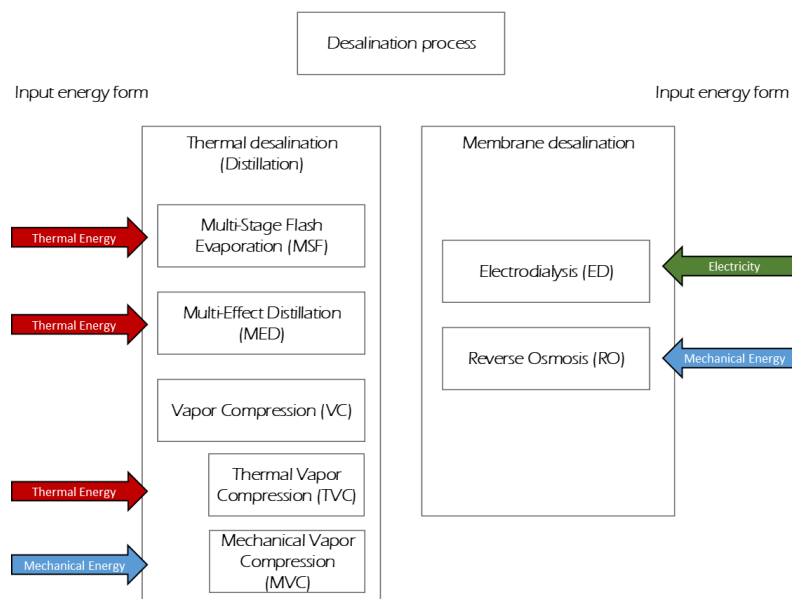 Desalination process
Input energy form
Input energy form
Thermal desalination
(Distillation)
Membrane desalination
Thermal Energy
Multi-Stage Flash
Evaporation (MSF)
Electrodialysis (ED)
Electricity
Thermal Energy
Multi-Effect Distillation
(MED)
Reverse Osmosis (RO)
Mechanical Energy
Vapor Compression (VC)
Thermal Energy
Thermal Vapor
Compression (TVC)
Mechanical Energy
Mechanical Vapor
Compression
(MVC)